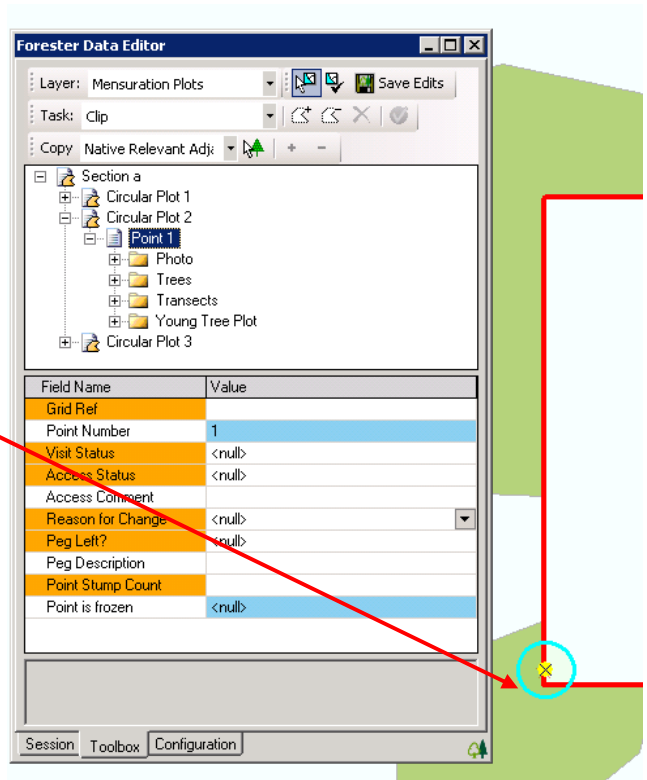 Forester Data Editor
Layer: Mensuration Plots Save Edits
Task: Clip
Copy Native Relevant Adj + -
Section a
Circular Plot 1
Circular Plot 2
Point 1
Photo
Trees
Transects
Young Tree Plot
Circular Plot 3
Field Name Value
Grid Ref
Point Number 1
Visit Status <null>
Access Status <null>
Access Comment
Reason for Change <null>
Peg Left? <null>
Peg Description
Point Stump Count
Point is frozen <null>
Session Toolbox Configuration